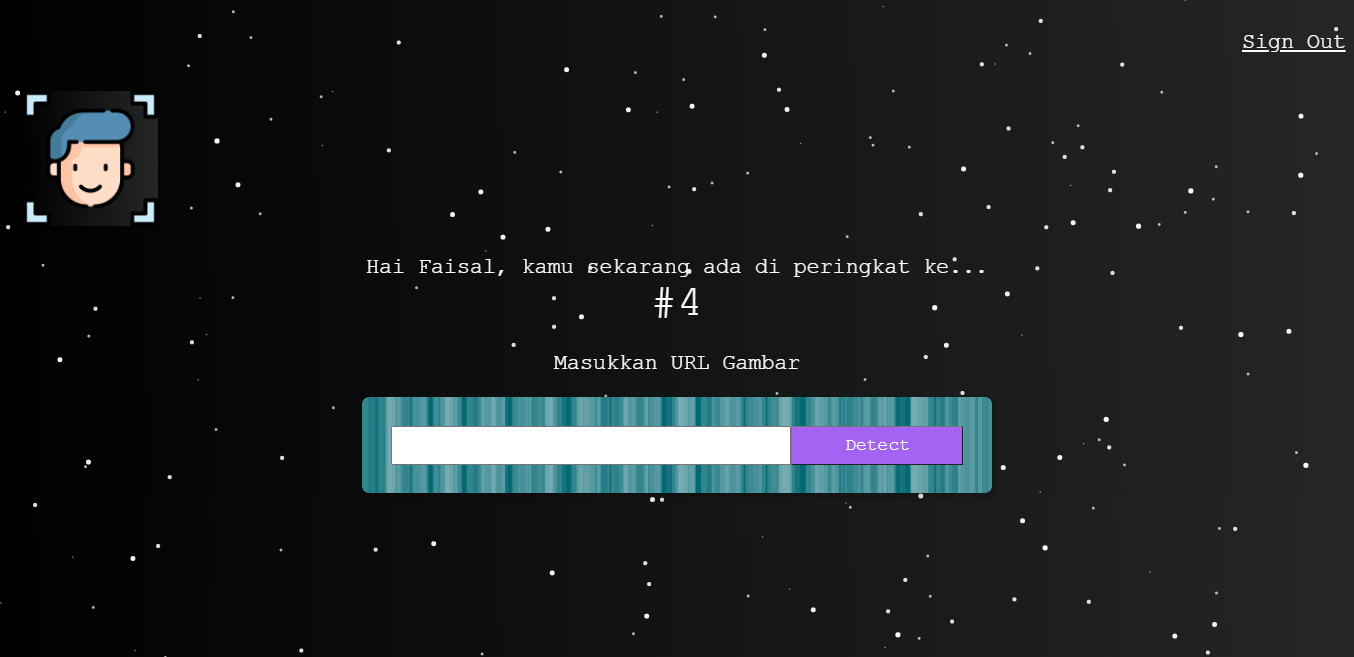 Sign Out
Hai Faisal, kamu sekarang ada di peringkat ke...
#4
Masukkan URL Gambar
Detect